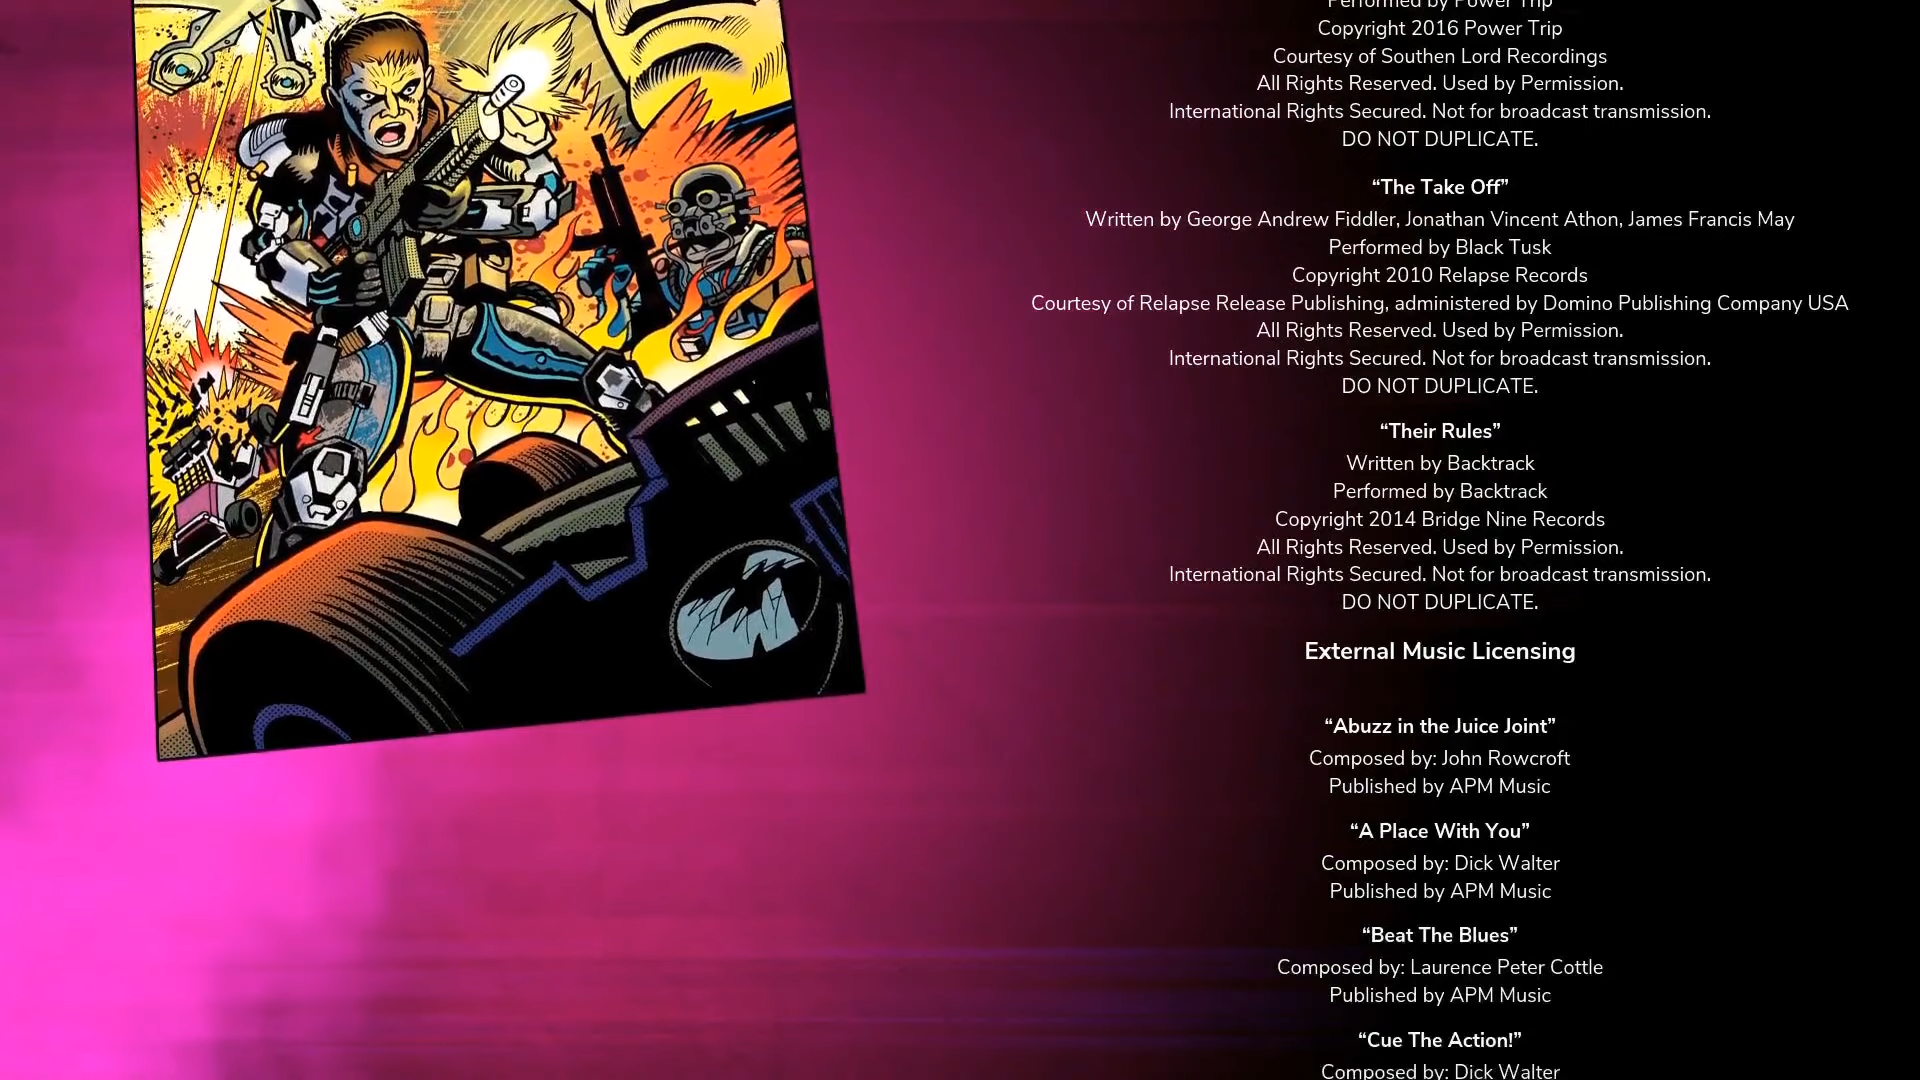 Performed by Power Trip
Copyright 2016 Power Trip
Courtesy of Southen Lord Recordings
All Rights Reserved. Used by Permission.
International Rights Secured. Not for broadcast transmission.
DO NOT DUPLICATE.
“The Take Off”
Written by George Andrew Fiddler, Jonathan Vincent Athon, James Francis May
Performed by Black Tusk
Copyright 2010 Relapse Records
Courtesy of Relapse Release Publishing, administered by Domino Publishing Company USA
All Rights Reserved. Used by Permission.
International Rights Secured. Not for broadcast transmission.
DO NOT DUPLICATE.
“Their Rules”
Written by Backtrack
Performed by Backtrack
Copyright 2014 Bridge Nine Records
All Rights Reserved. Used by Permission.
International Rights Secured. Not for broadcast transmission.
DO NOT DUPLICATE.
External Music Licensing
“Abuzz in the Juice Joint”
Composed by: John Rowcroft
Published by APM Music
“A Place With You”
Composed by: Dick Walter
Published by APM Music
“Beat The Blues”
Composed by: Laurence Peter Cottle
Published by APM Music
“Cue The Action!”
Composed by: Dick Walter